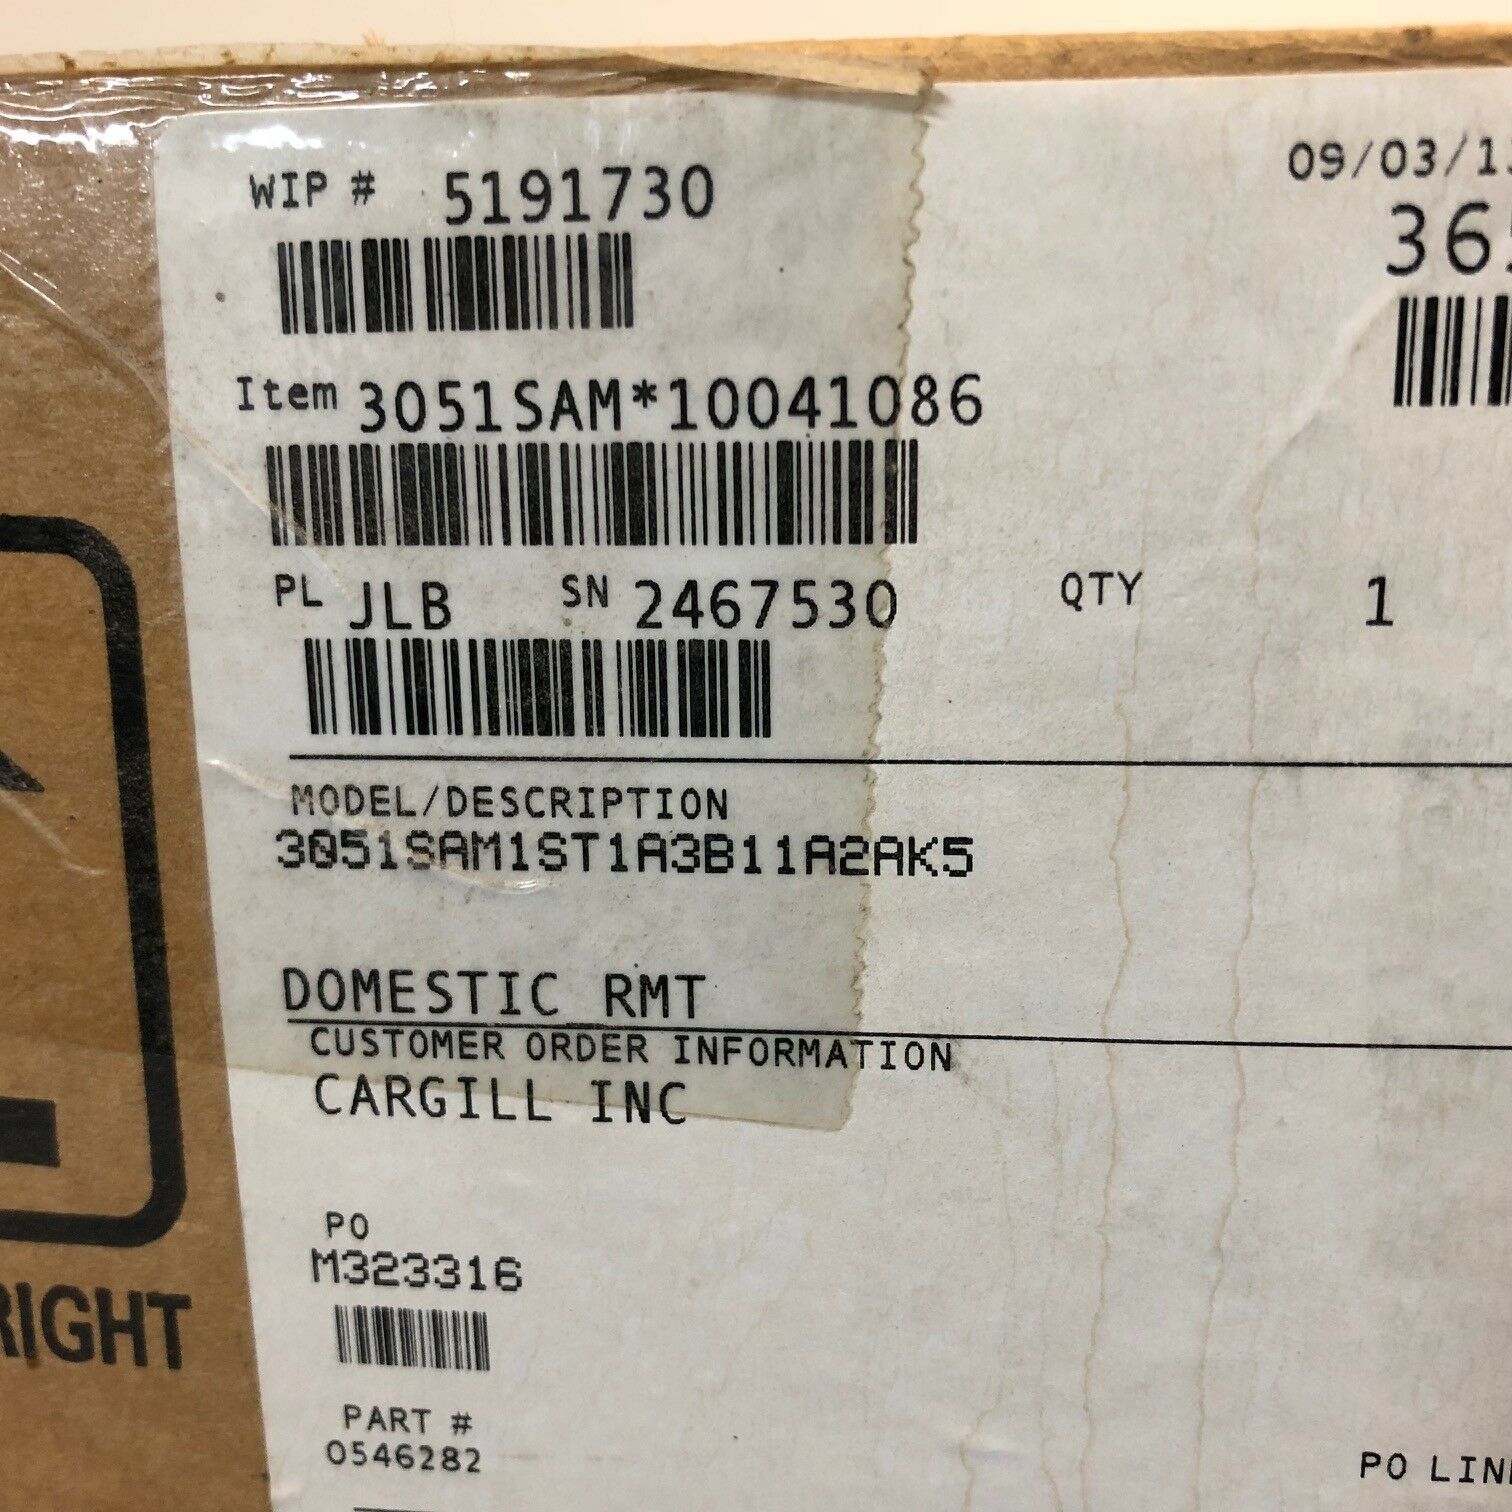 WIP # 5191730
09/03/1
36
Item 3051SAM*10041086
PL JLB SN 2467530 QTY 1
MODEL/DESCRIPTION
3051SAM1ST1A3B11A2AK5
DOMESTIC RMT
CUSTOMER ORDER INFORMATION
CARGILL INC
PO
M323316
RIGHT
PART #
0546282
PO LIN